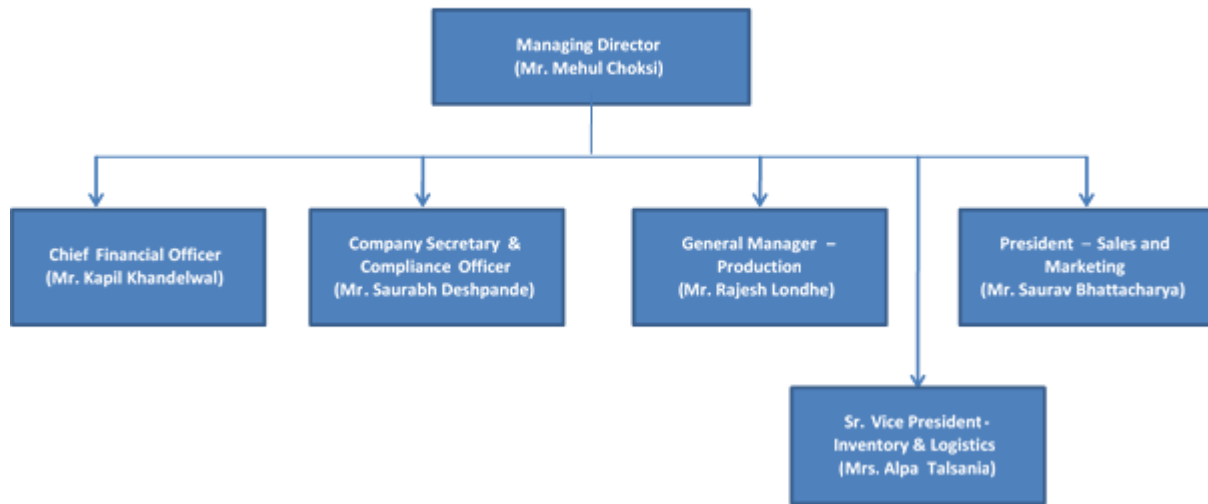 Managing Director
(Mr. Mehul Choksi)
Chief Financial Officer
(Mr. Kapil Khandelwal)
Company Secretary &
Compliance Officer
(Mr. Saurabh Deshpande)
General Manager –
Production
(Mr. Rajesh Londhe)
President – Sales and
Marketing
(Mr. Saurav Bhattacharya)
Sr. Vice President-
Inventory & Logistics
(Mrs. Alpa Talsania)